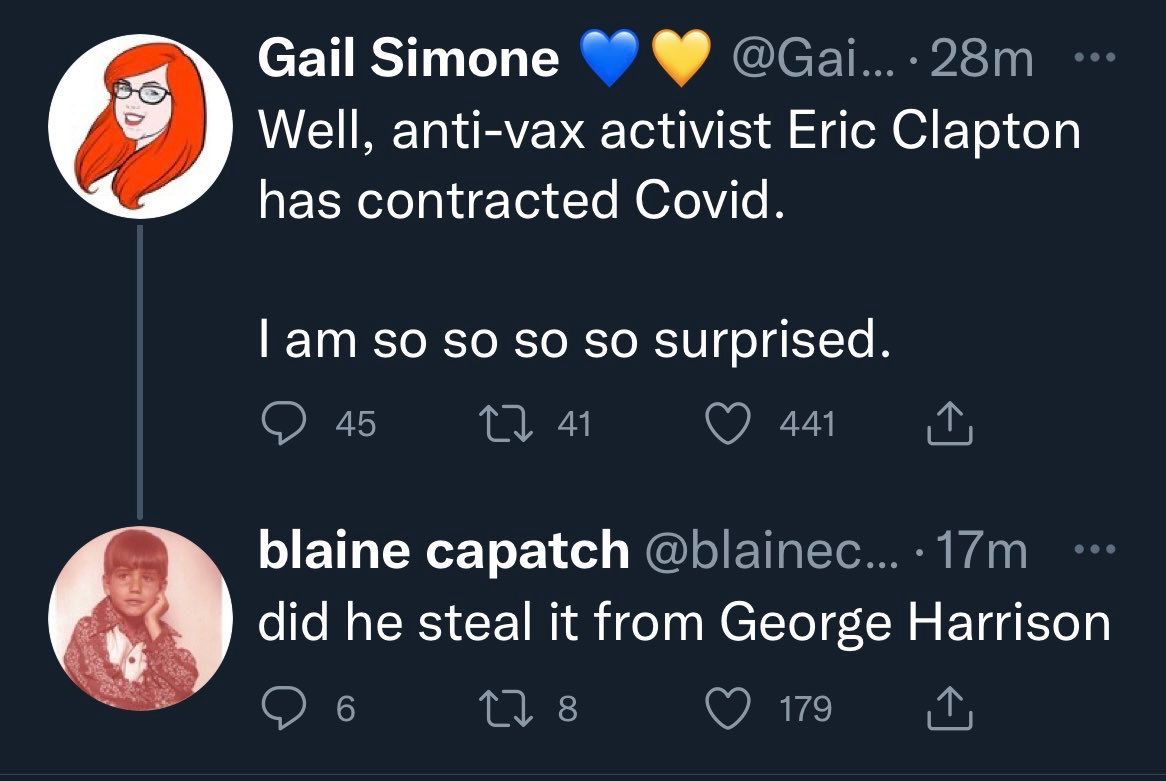 Gail Simone 💙💛 @Gai... · 28m ...
Well, anti-vax activist Eric Clapton
has contracted Covid.
I am so so so so surprised.
45 41 441
blaine capatch @blainec... · 17m ...
did he steal it from George Harrison
6 8 179